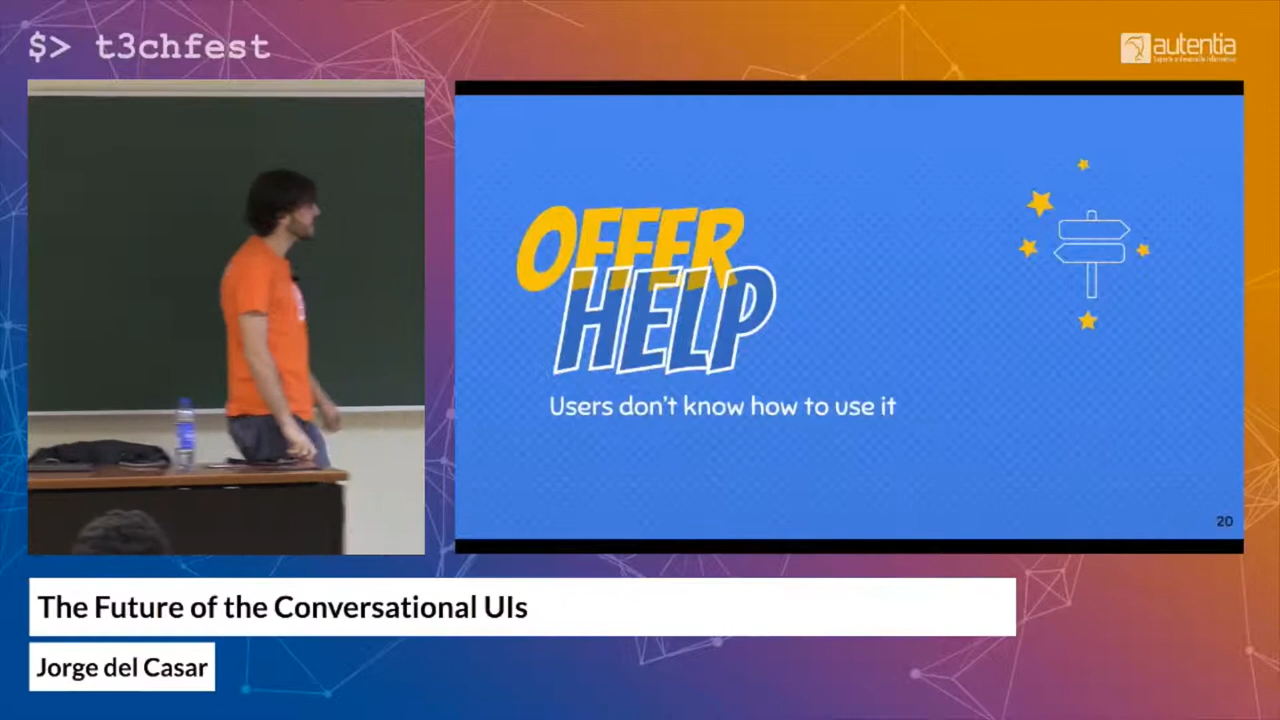 $> t3chfest
autentia
OFFER
HELP
Users don't know how to use it
20
The Future of the Conversational UIs
Jorge del Casar